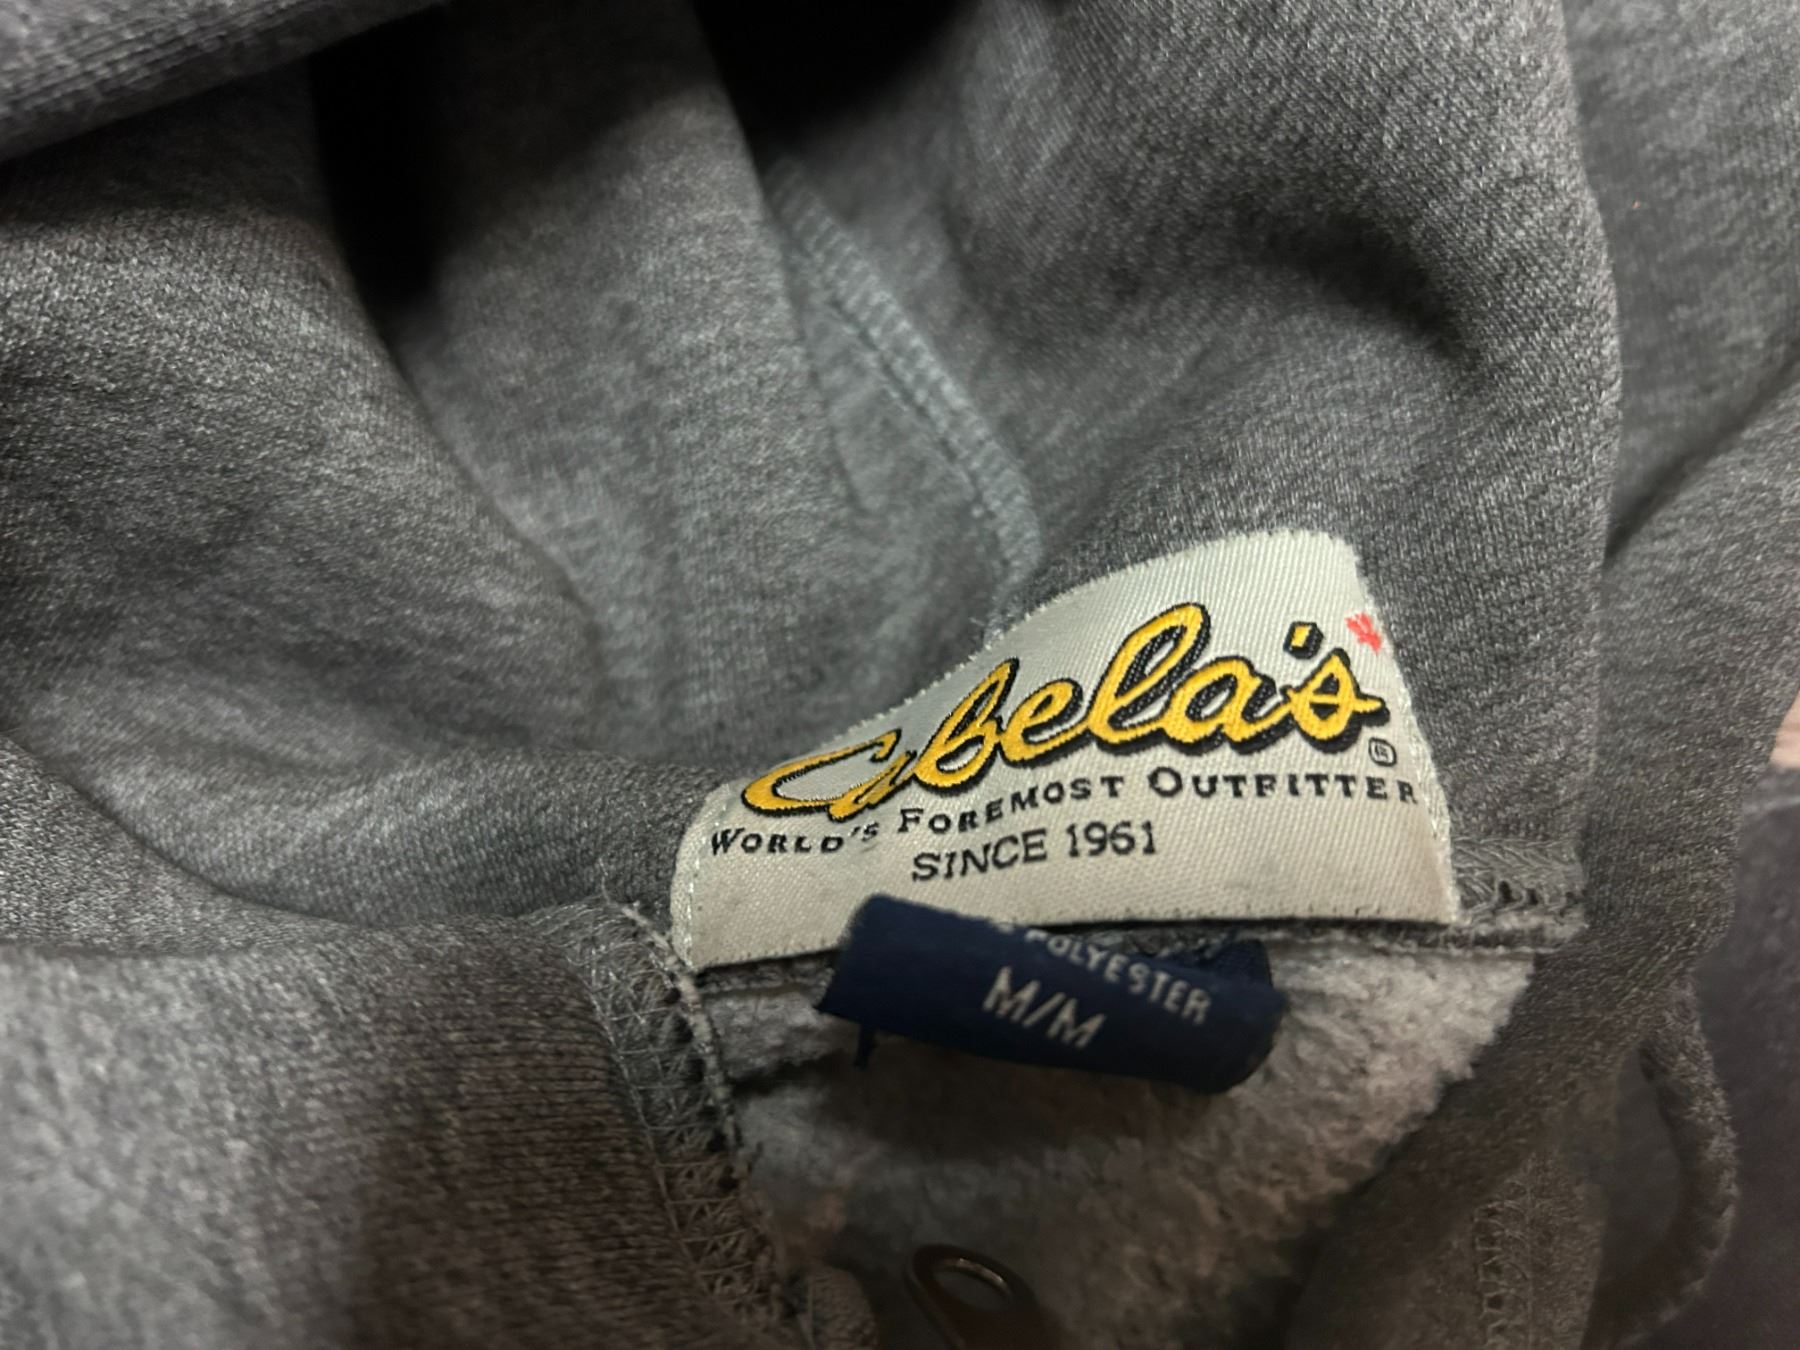 Cabela's
®
WORLD'S FOREMOST OUTFITTER
SINCE 1961
POLYESTER
M/M